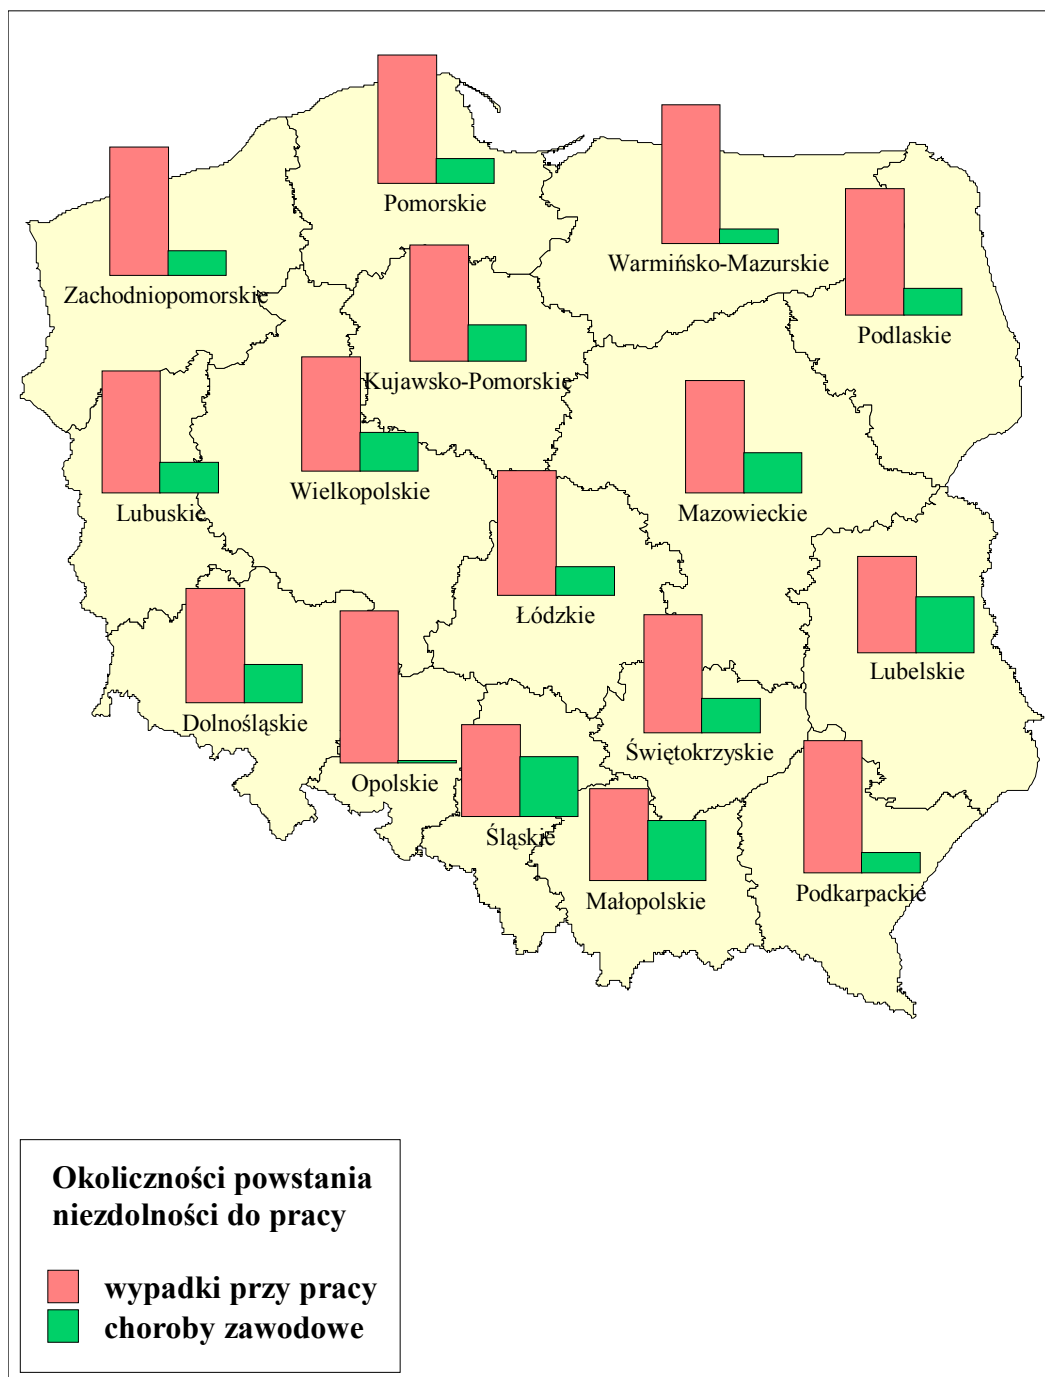 Pomorskie
Warmińsko-Mazurskie
Zachodniopomorskie
Podlaskie
Kujawsko-Pomorskie
Wielkopolskie
Lubuskie
Mazowieckie
Łódzkie
Lubelskie
Dolnośląskie
Świętokrzyskie
Opolskie
Śląskie
Małopolskie
Podkarpackie
Okoliczności powstania
niezdolności do pracy
wypadki przy pracy
choroby zawodowe